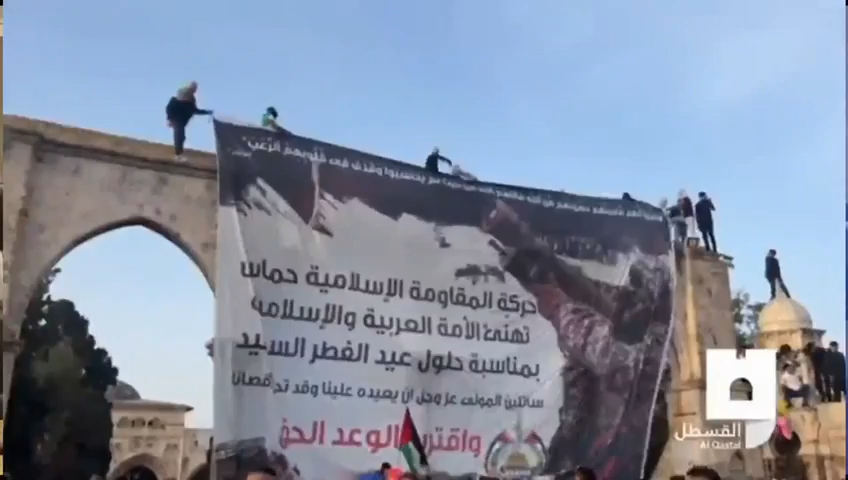 وقذف في قلوبهم الرعب
حركة المقاومة الإسلامية حماس
تهنئ الأمة العربية والإسلامية
بمناسبة حلول عيد الفطر السعيد
سائلين المولى عز وجل ان يعيده علينا وقد
واقترب الوعد الحق
القسطل
Al Qastal